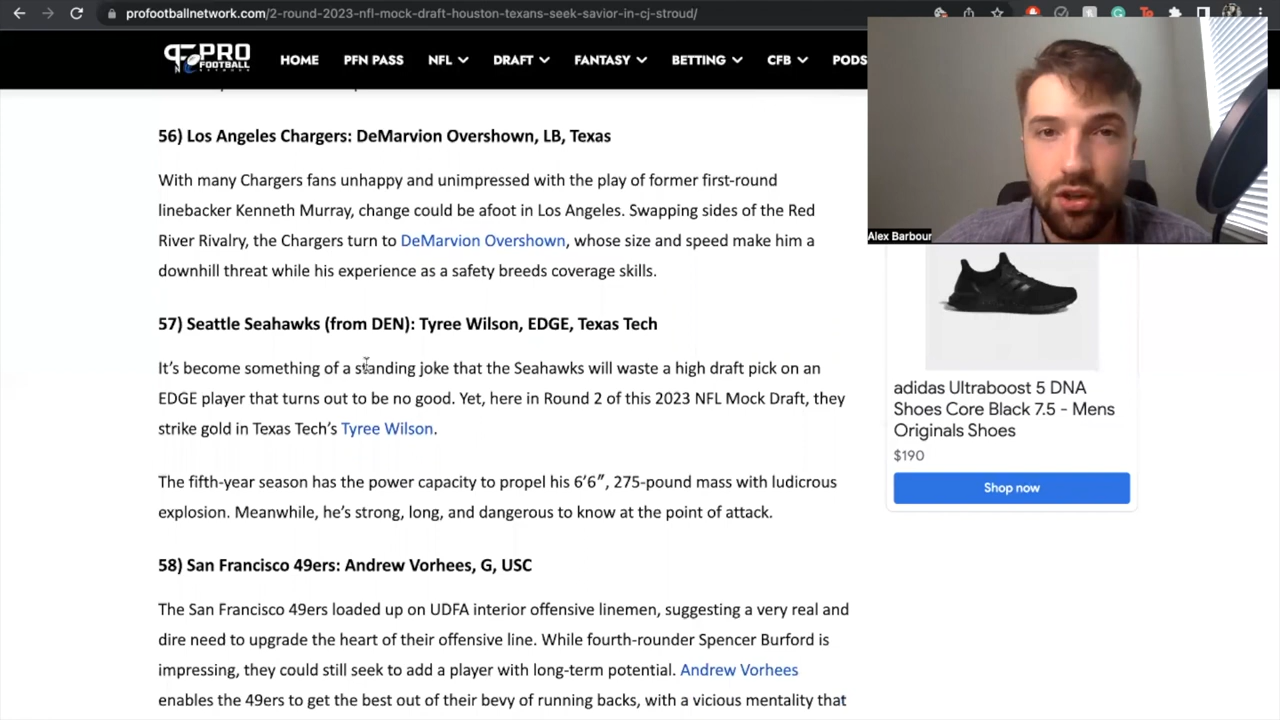 profootballnetwork.com/2-round-2023-nfl-mock-draft-houston-texans-seek-savior-in-cj-stroud/
PRO FOOTBALL NETWORK
HOME PFN PASS NFL DRAFT FANTASY BETTING CFB PODS
56) Los Angeles Chargers: DeMarvion Overshown, LB, Texas
With many Chargers fans unhappy and unimpressed with the play of former first-round
linebacker Kenneth Murray, change could be afoot in Los Angeles. Swapping sides of the Red
River Rivalry, the Chargers turn to DeMarvion Overshown, whose size and speed make him a
downhill threat while his experience as a safety breeds coverage skills.
57) Seattle Seahawks (from DEN): Tyree Wilson, EDGE, Texas Tech
It’s become something of a standing joke that the Seahawks will waste a high draft pick on an
EDGE player that turns out to be no good. Yet, here in Round 2 of this 2023 NFL Mock Draft, they
strike gold in Texas Tech’s Tyree Wilson.
The fifth-year season has the power capacity to propel his 6’6″, 275-pound mass with ludicrous
explosion. Meanwhile, he’s strong, long, and dangerous to know at the point of attack.
58) San Francisco 49ers: Andrew Vorhees, G, USC
The San Francisco 49ers loaded up on UDFA interior offensive linemen, suggesting a very real and
dire need to upgrade the heart of their offensive line. While fourth-rounder Spencer Burford is
impressing, they could still seek to add a player with long-term potential. Andrew Vorhees
enables the 49ers to get the best out of their bevy of running backs, with a vicious mentality that
Alex Barbour
adidas Ultraboost 5 DNA
Shoes Core Black 7.5 - Mens
Originals Shoes
$190
Shop now